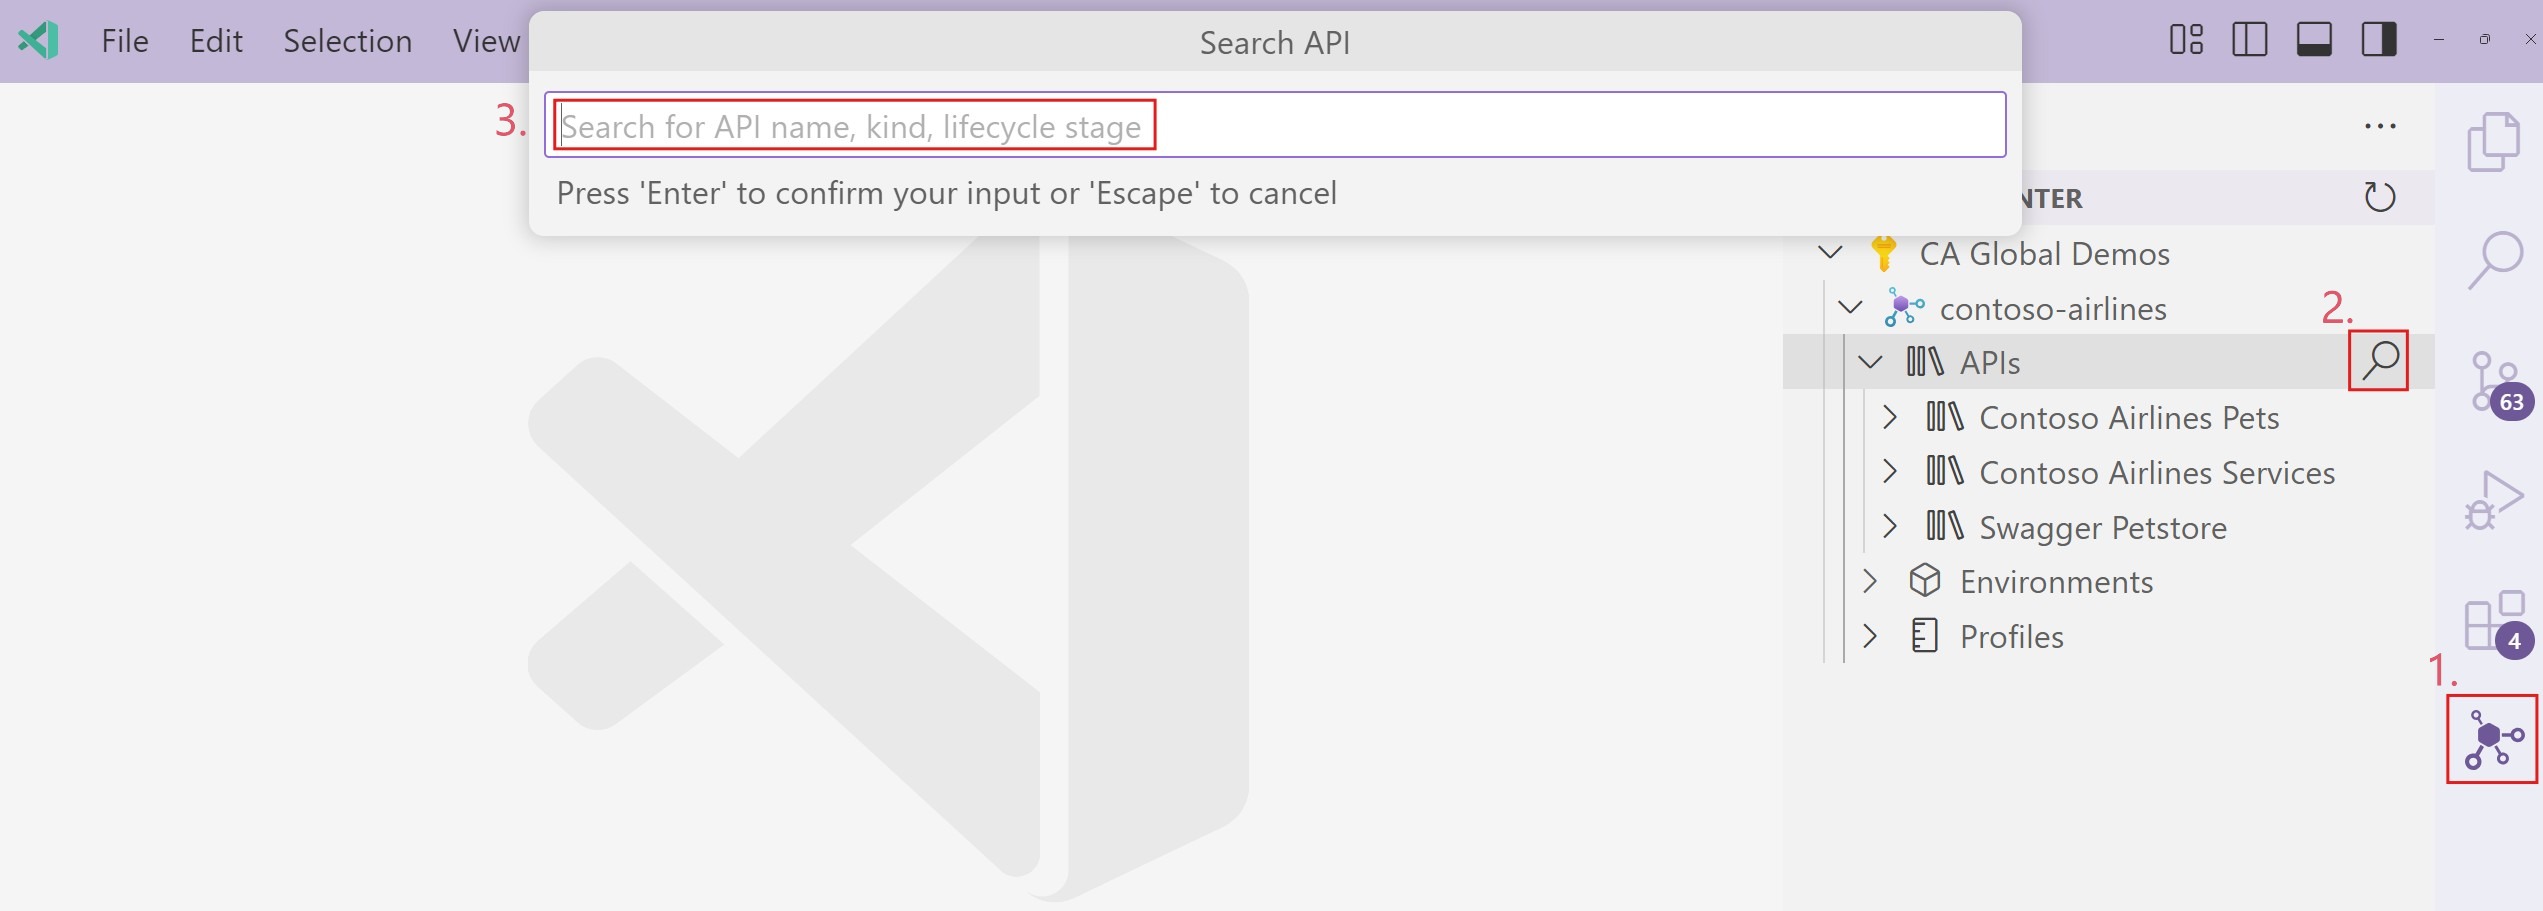 File Edit Selection View
Search API
3.
Search for API name, kind, lifecycle stage
Press 'Enter' to confirm your input or 'Escape' to cancel
NTER
CA Global Demos
contoso-airlines
2.
APIs
Contoso Airlines Pets
Contoso Airlines Services
Swagger Petstore
Environments
Profiles
63
4
1.